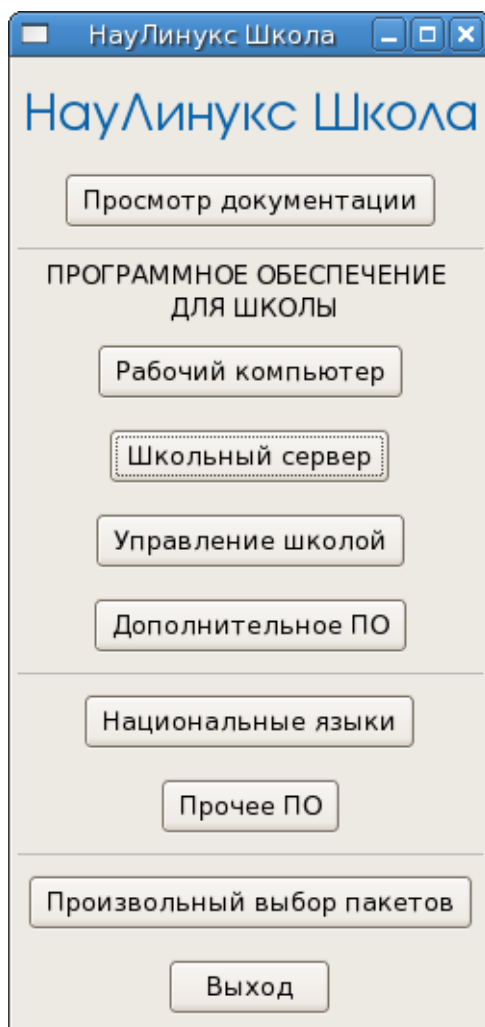 НауЛинукс Школа
НауЛинукс Школа
Просмотр документации
ПРОГРАММНОЕ ОБЕСПЕЧЕНИЕ
ДЛЯ ШКОЛЫ
Рабочий компьютер
Школьный сервер
Управление школой
Дополнительное ПО
Национальные языки
Прочее ПО
Произвольный выбор пакетов
Выход